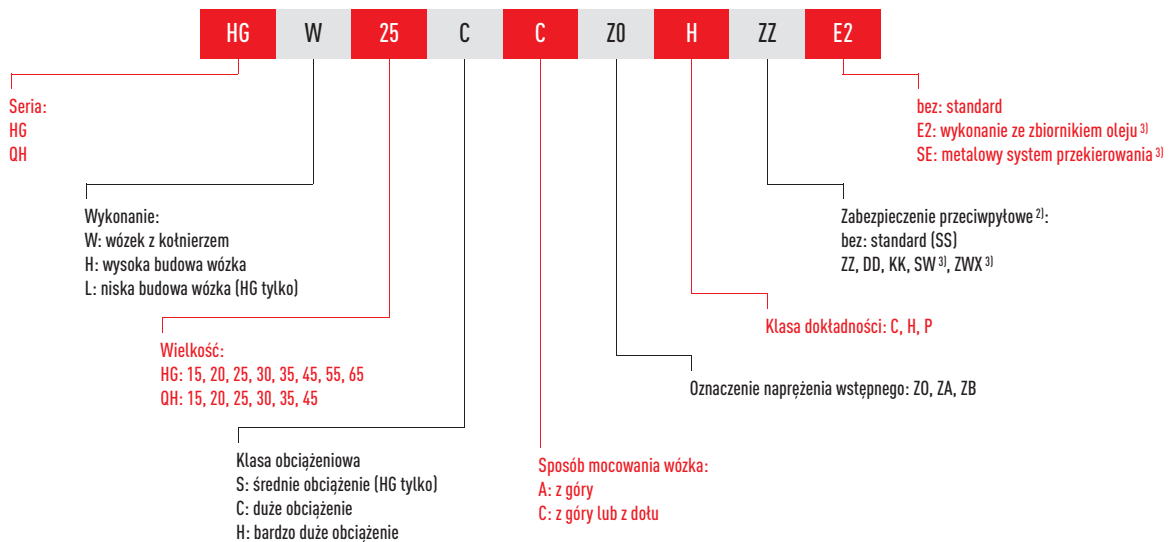 HG W 25 C C Z0 H ZZ E2
Seria:
HG
QH
bez: standard
E2: wykonanie ze zbiornikiem oleju 3)
SE: metalowy system przekierowania 3)
Wykonanie:
W: wózek z kołnierzem
H: wysoka budowa wózka
L: niska budowa wózka (HG tylko)
Zabezpieczenie przeciwpyłowe 2):
bez: standard (SS)
ZZ, DD, KK, SW 3), ZWX 3)
Wielkość:
HG: 15, 20, 25, 30, 35, 45, 55, 65
QH: 15, 20, 25, 30, 35, 45
Klasa dokładności: C, H, P
Oznaczenie naprężenia wstępnego: Z0, ZA, ZB
Klasa obciążeniowa
S: średnie obciążenie (HG tylko)
C: duże obciążenie
H: bardzo duże obciążenie
Sposób mocowania wózka:
A: z góry
C: z góry lub z dołu